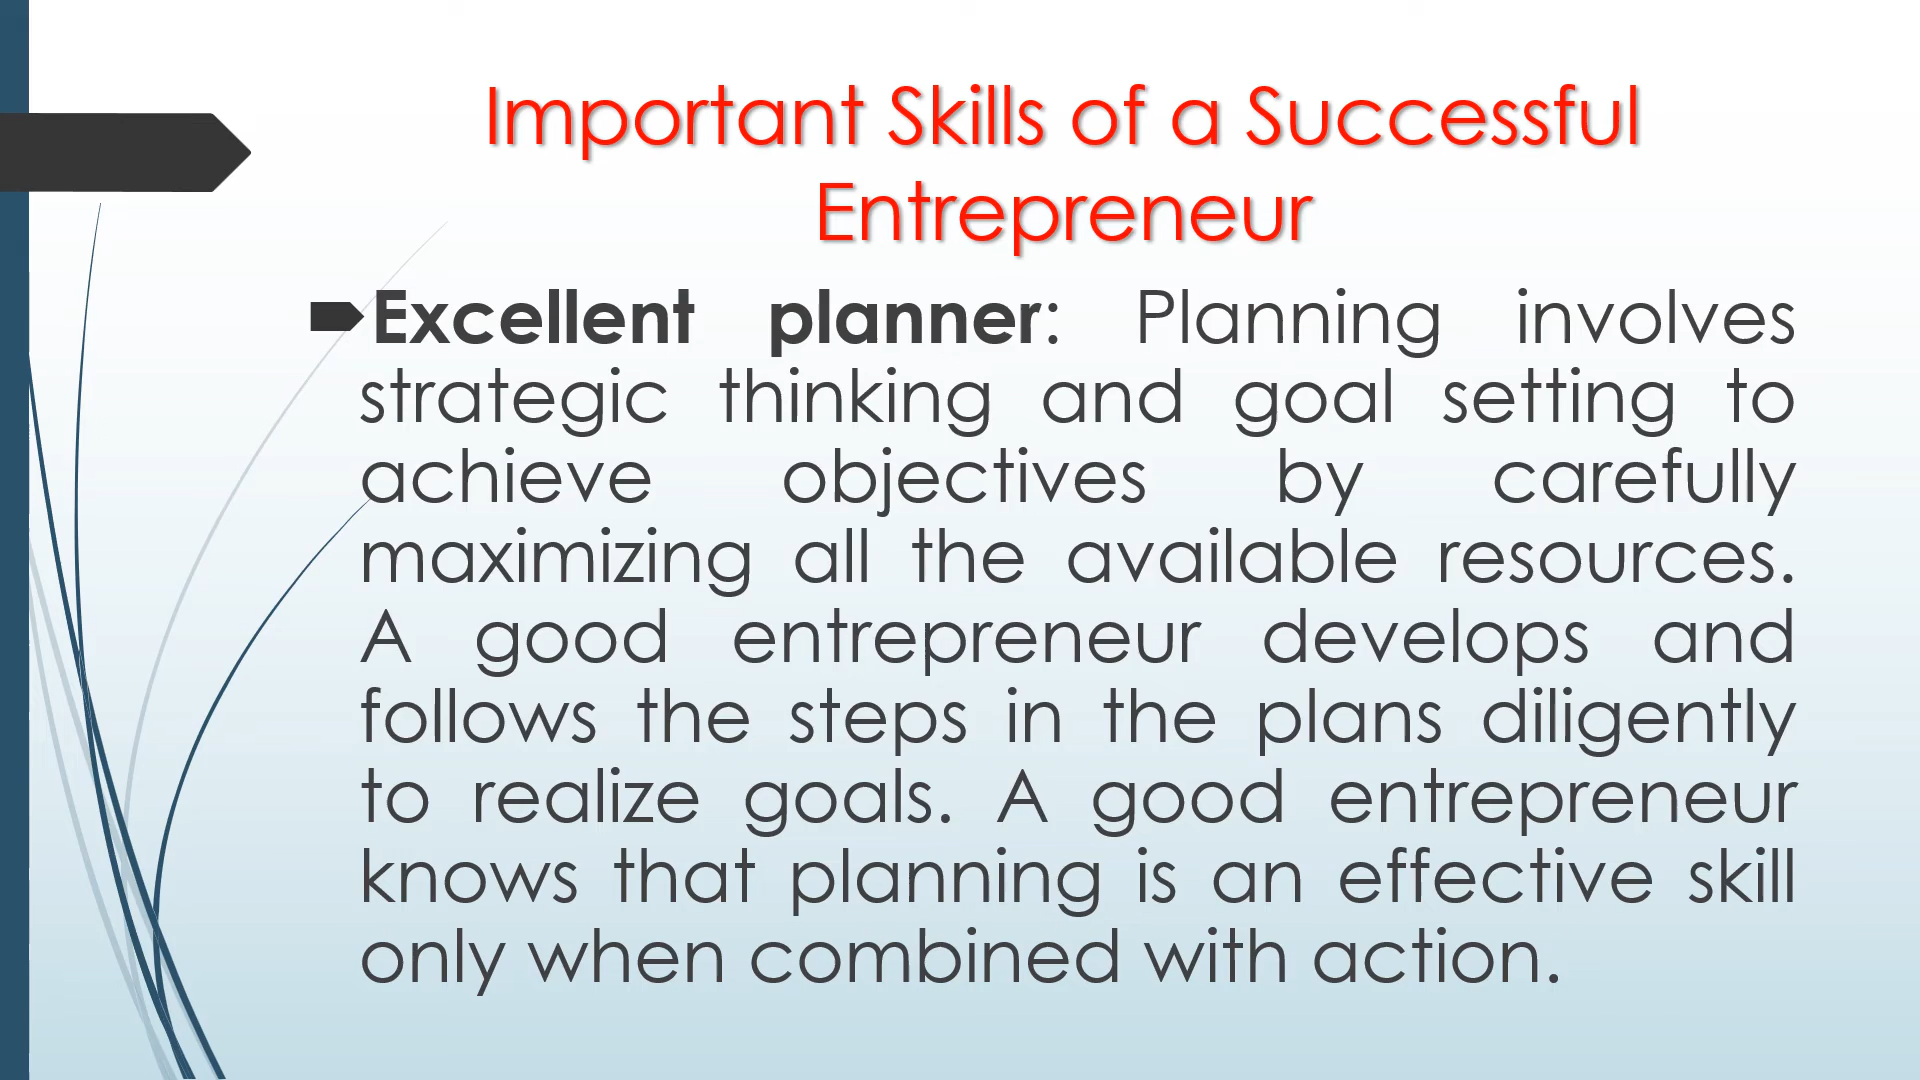 Important Skills of a Successful
Entrepreneur
Excellent planner: Planning involves
strategic thinking and goal setting to
achieve objectives by carefully
maximizing all the available resources.
A good entrepreneur develops and
follows the steps in the plans diligently
to realize goals. A good entrepreneur
knows that planning is an effective skill
only when combined with action.